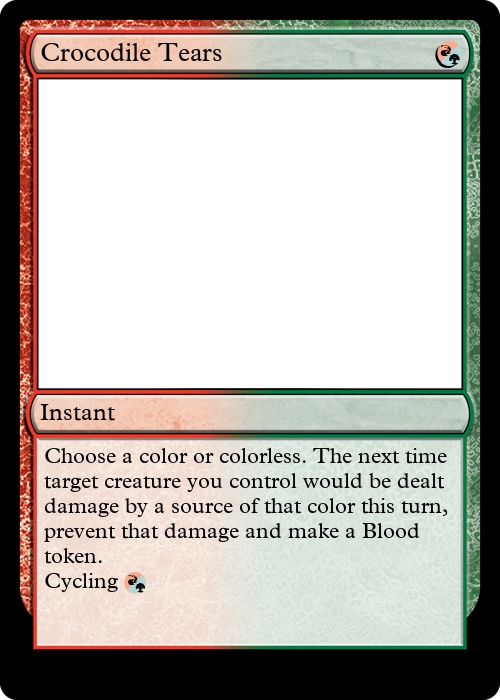 Crocodile Tears
Instant
Choose a color or colorless. The next time
target creature you control would be dealt
damage by a source of that color this turn,
prevent that damage and make a Blood
token.
Cycling